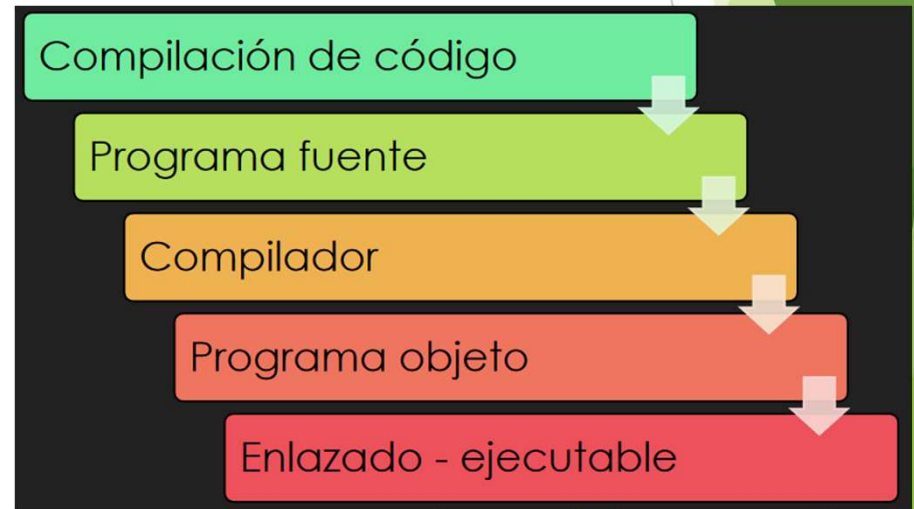 Compilación de código
Programa fuente
Compilador
Programa objeto
Enlazado - ejecutable